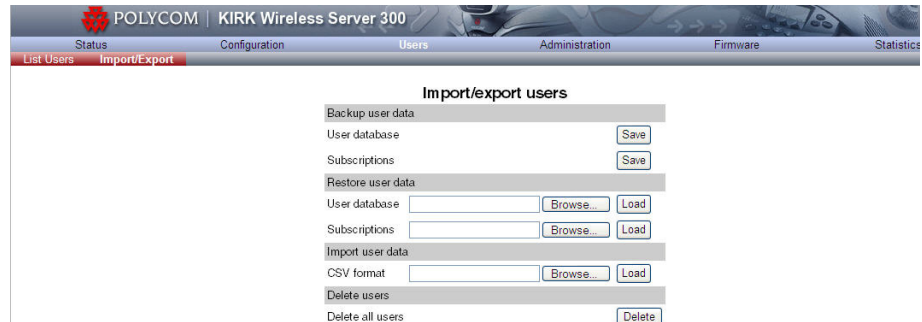 POLYCOM | KIRK Wireless Server 300
Status Configuration Users Administration Firmware Statistics
List Users Import/Export
Import/export users
Backup user data
User database Save
Subscriptions Save
Restore user data
User database Browse... Load
Subscriptions Browse... Load
Import user data
CSV format Browse... Load
Delete users
Delete all users Delete